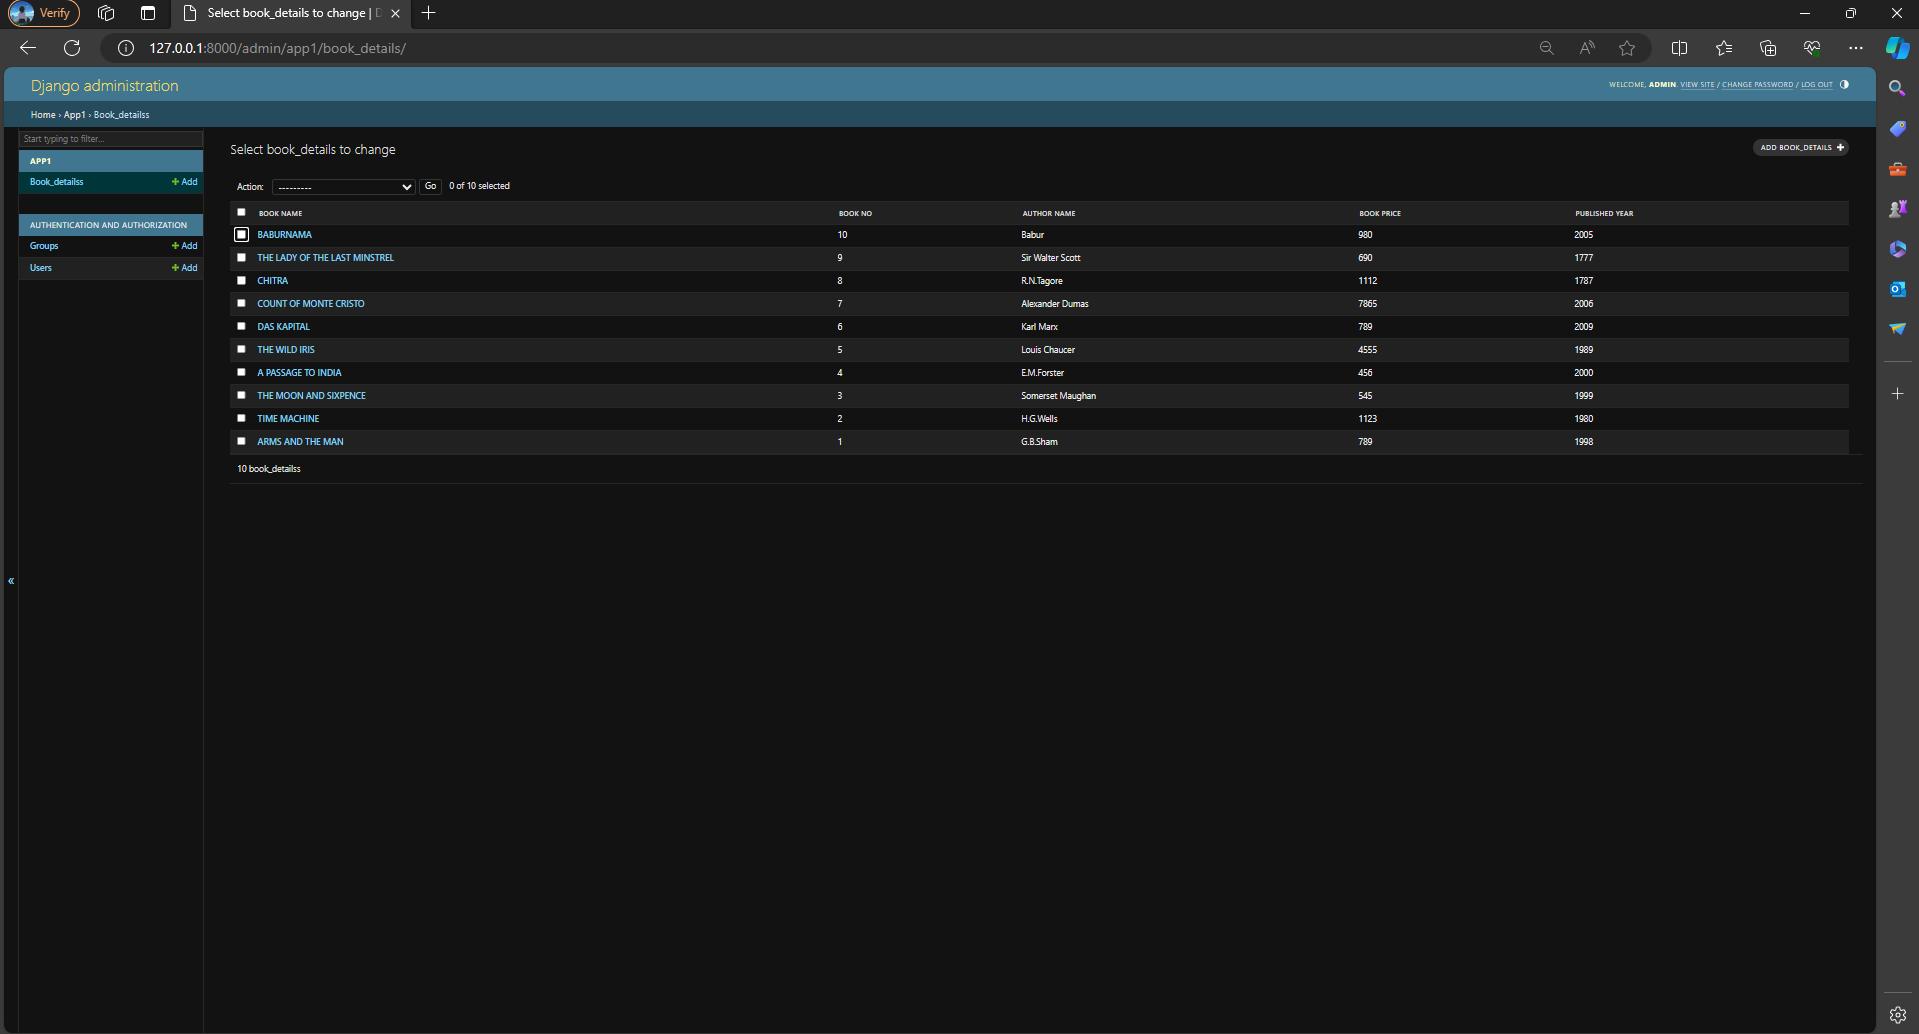 Verify
Select book_details to change | D
127.0.0.1:8000/admin/app1/book_details/
Django administration
WELCOME, ADMIN. VIEW SITE / CHANGE PASSWORD / LOG OUT
Home › App1 › Book_detailss
Start typing to filter...
APP1
Book_detailss + Add
AUTHENTICATION AND AUTHORIZATION
Groups + Add
Users + Add
«
Select book_details to change
ADD BOOK_DETAILS +
Action: --------- Go 0 of 10 selected
BOOK NAME BOOK NO AUTHOR NAME BOOK PRICE PUBLISHED YEAR
BABURNAMA 10 Babur 980 2005
THE LADY OF THE LAST MINSTREL 9 Sir Walter Scott 690 1777
CHITRA 8 R.N.Tagore 1112 1787
COUNT OF MONTE CRISTO 7 Alexander Dumas 7865 2006
DAS KAPITAL 6 Karl Marx 789 2009
THE WILD IRIS 5 Louis Chaucer 4555 1989
A PASSAGE TO INDIA 4 E.M.Forster 456 2000
THE MOON AND SIXPENCE 3 Somerset Maughan 545 1999
TIME MACHINE 2 H.G.Wells 1123 1980
ARMS AND THE MAN 1 G.B.Sham 789 1998
10 book_detailss